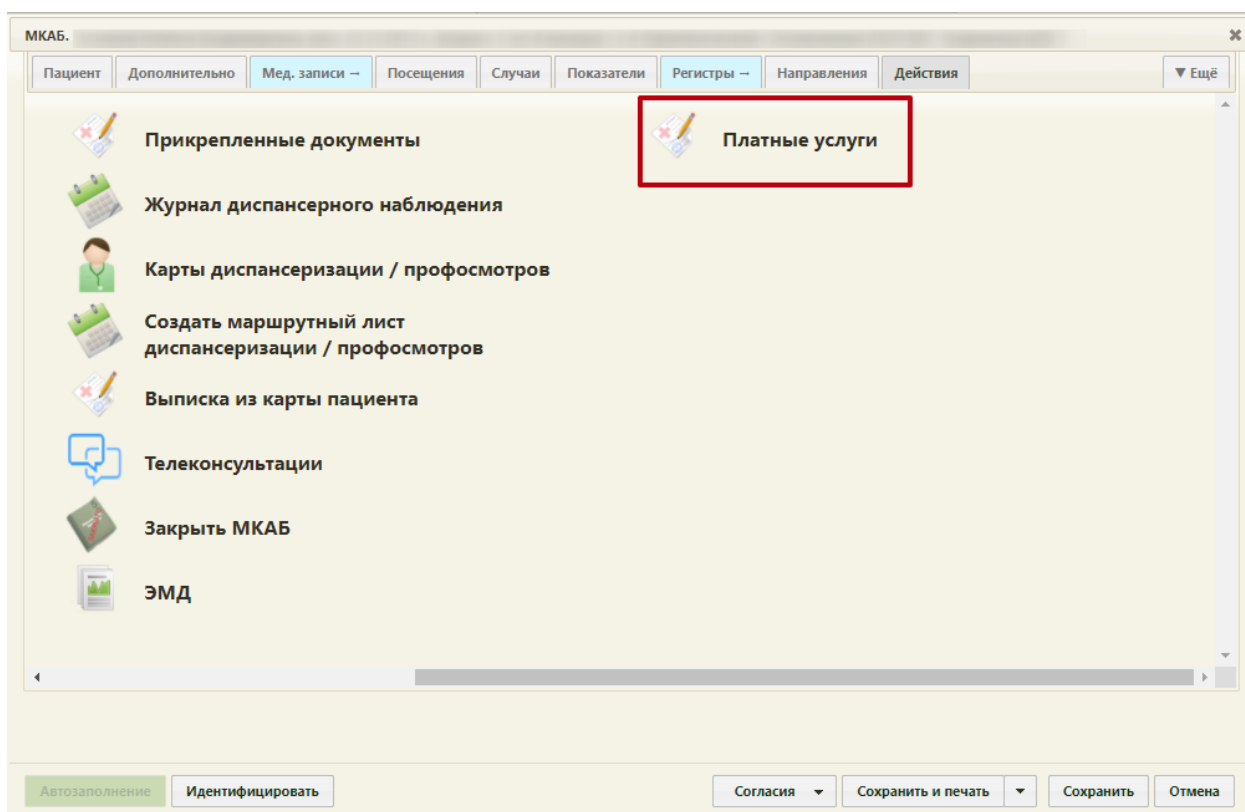 МКАБ.
Пациент Дополнительно Мед. записи → Посещения Случаи Показатели Регистры → Направления Действия ▼ Ещё
Прикрепленные документы Платные услуги
Журнал диспансерного наблюдения
Карты диспансеризации / профосмотров
Создать маршрутный лист
диспансеризации / профосмотров
Выписка из карты пациента
Телеконсультации
Закрыть МКАБ
ЭМД
Автозаполнение Идентифицировать Согласия Сохранить и печать Сохранить Отмена